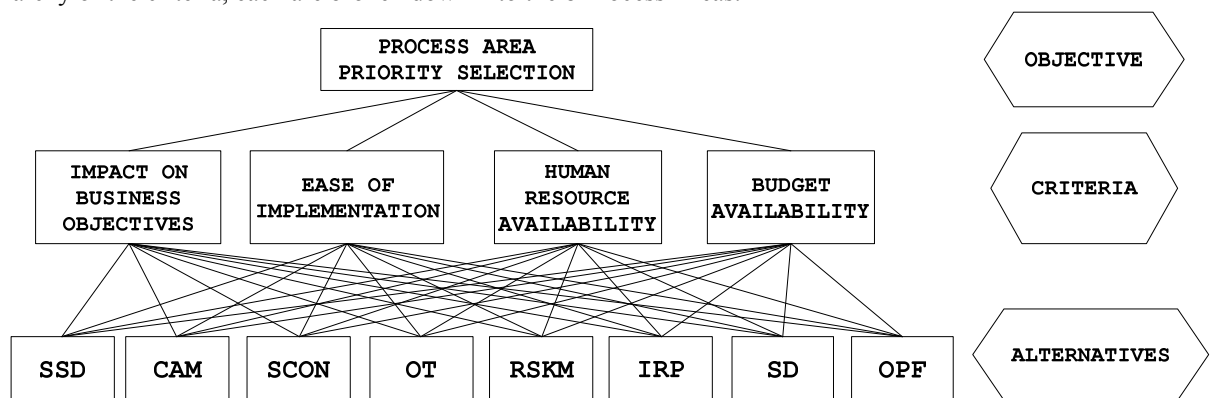 PROCESS AREA
PRIORITY SELECTION
OBJECTIVE
IMPACT ON
BUSINESS
OBJECTIVES
EASE OF
IMPLEMENTATION
HUMAN
RESOURCE
AVAILABILITY
BUDGET
AVAILABILITY
CRITERIA
SSD
CAM
SCON
OT
RSKM
IRP
SD
OPF
ALTERNATIVES